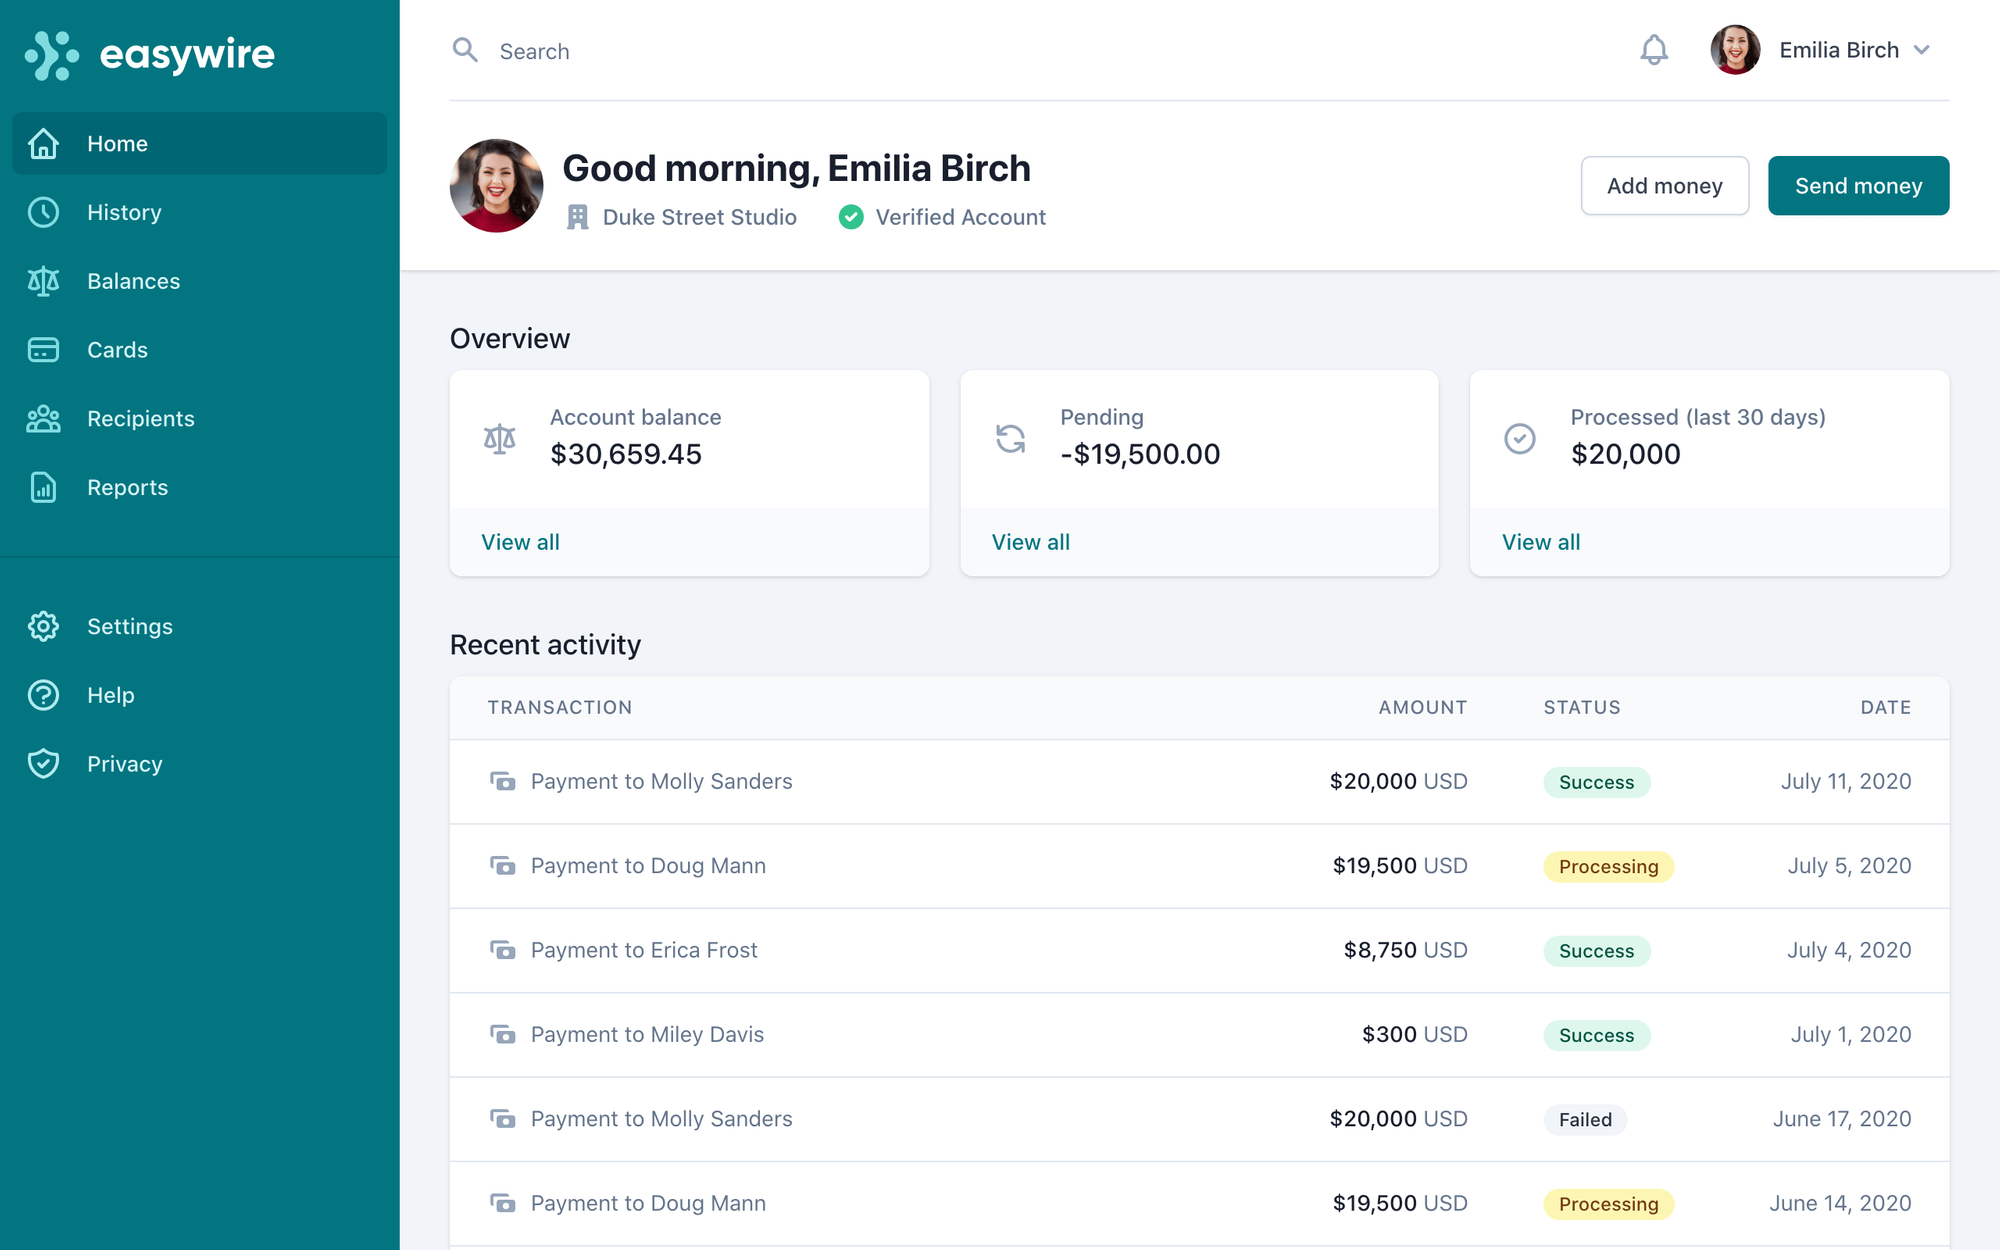 easywire
Home
History
Balances
Cards
Recipients
Reports
Settings
Help
Privacy
Search
Emilia Birch
Good morning, Emilia Birch
Duke Street Studio
Verified Account
Add money
Send money
Overview
Account balance
$30,659.45
View all
Pending
-$19,500.00
View all
Processed (last 30 days)
$20,000
View all
Recent activity
TRANSACTION AMOUNT STATUS DATE
Payment to Molly Sanders $20,000 USD Success July 11, 2020
Payment to Doug Mann $19,500 USD Processing July 5, 2020
Payment to Erica Frost $8,750 USD Success July 4, 2020
Payment to Miley Davis $300 USD Success July 1, 2020
Payment to Molly Sanders $20,000 USD Failed June 17, 2020
Payment to Doug Mann $19,500 USD Processing June 14, 2020